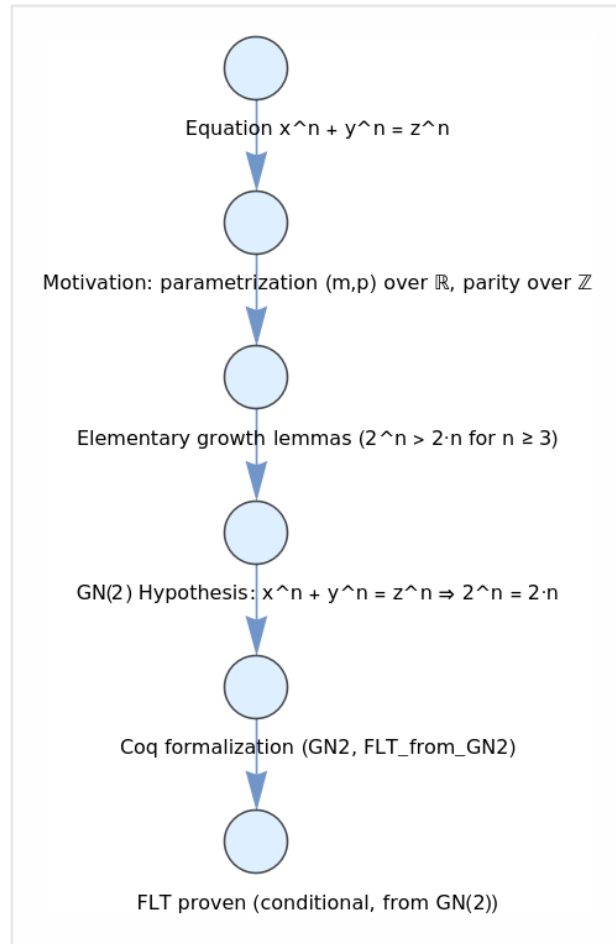 Equation x^n + y^n = z^n
Motivation: parametrization (m,p) over ℝ, parity over ℤ
Elementary growth lemmas (2^n > 2·n for n ≥ 3)
GN(2) Hypothesis: x^n + y^n = z^n ⇒ 2^n = 2·n
Coq formalization (GN2, FLT_from_GN2)
FLT proven (conditional, from GN(2))